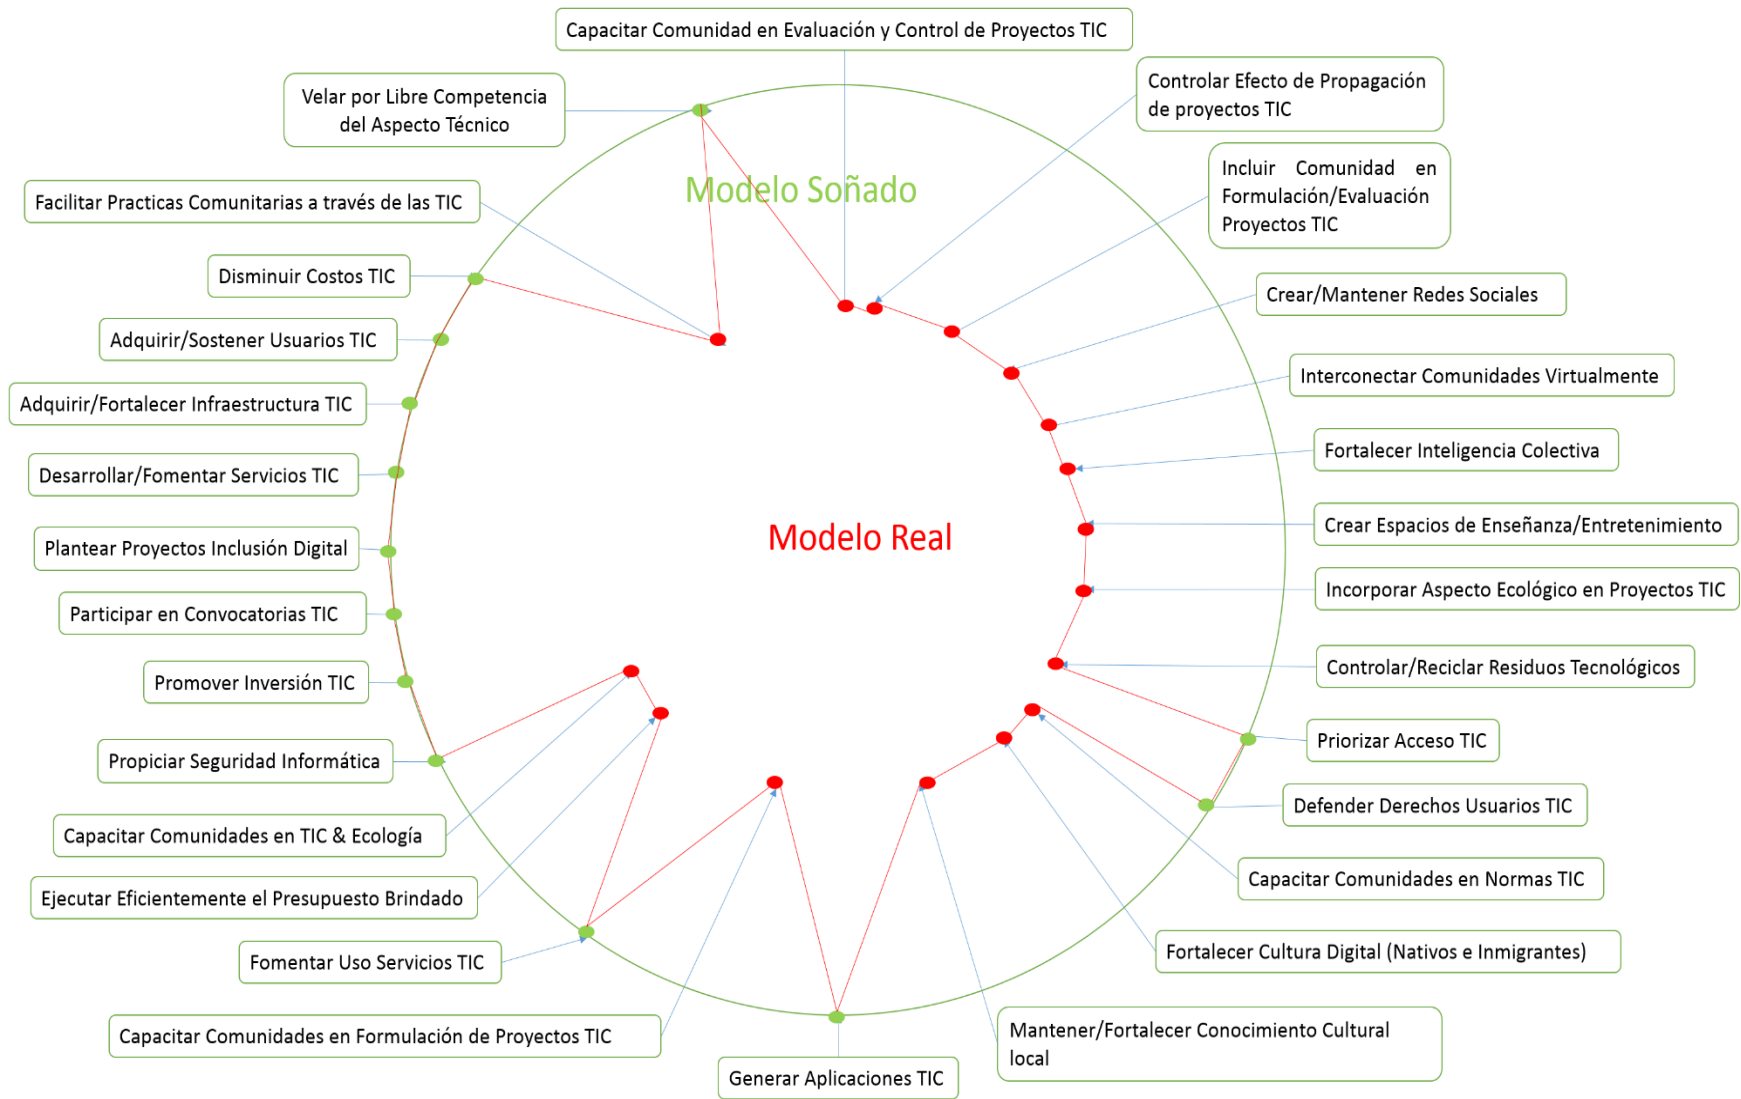 Capacitar Comunidad en Evaluación y Control de Proyectos TIC
Controlar Efecto de Propagación
de proyectos TIC
Velar por Libre Competencia
del Aspecto Técnico
Incluir Comunidad en
Formulación/Evaluación
Proyectos TIC
Modelo Soñado
Facilitar Practicas Comunitarias a través de las TIC
Disminuir Costos TIC
Crear/Mantener Redes Sociales
Adquirir/Sostener Usuarios TIC
Interconectar Comunidades Virtualmente
Adquirir/Fortalecer Infraestructura TIC
Fortalecer Inteligencia Colectiva
Desarrollar/Fomentar Servicios TIC
Crear Espacios de Enseñanza/Entretenimiento
Modelo Real
Plantear Proyectos Inclusión Digital
Incorporar Aspecto Ecológico en Proyectos TIC
Participar en Convocatorias TIC
Controlar/Reciclar Residuos Tecnológicos
Promover Inversión TIC
Priorizar Acceso TIC
Propiciar Seguridad Informática
Defender Derechos Usuarios TIC
Capacitar Comunidades en TIC & Ecología
Capacitar Comunidades en Normas TIC
Ejecutar Eficientemente el Presupuesto Brindado
Fortalecer Cultura Digital (Nativos e Inmigrantes)
Fomentar Uso Servicios TIC
Capacitar Comunidades en Formulación de Proyectos TIC
Mantener/Fortalecer Conocimiento Cultural
local
Generar Aplicaciones TIC